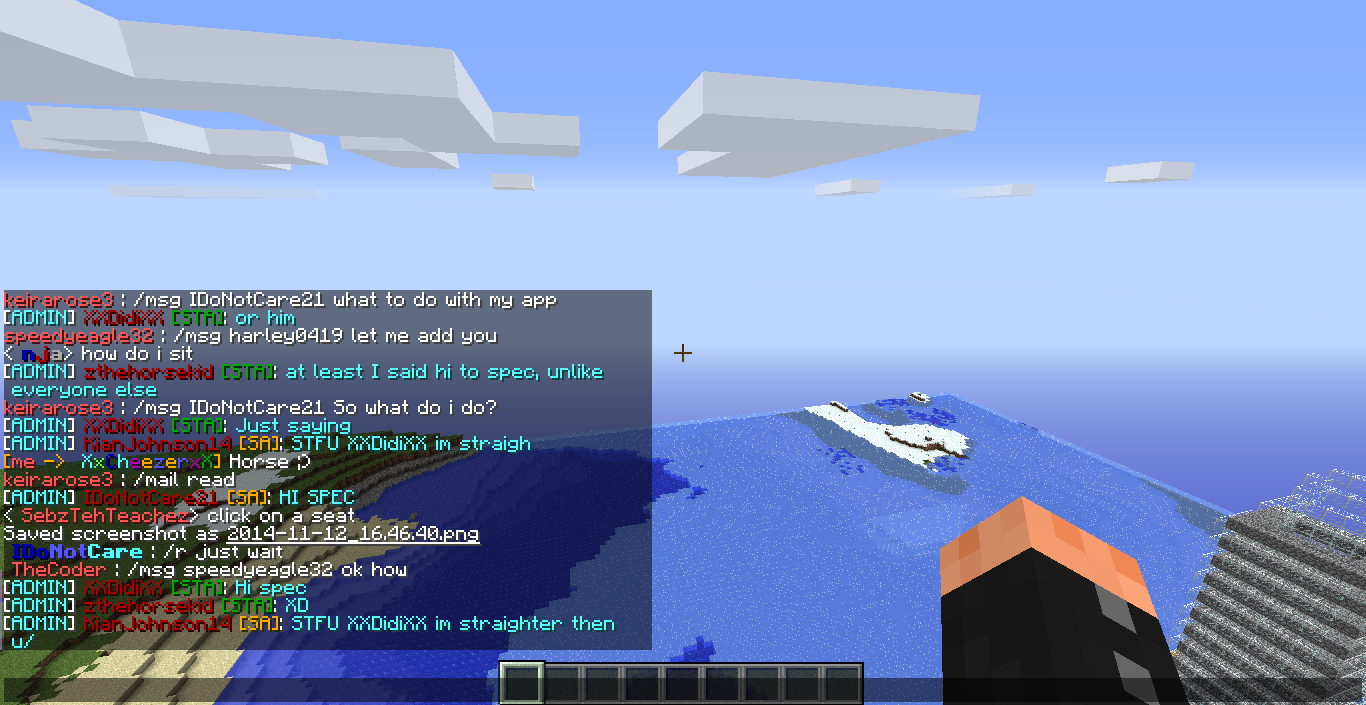 keirarose3 : /msg IDoNotCare21 what to do with my app
[ADMIN] XXDidiXX [STA]: or him
speedyeagle32 : /msg harley0419 let me add you
< nja> how do i sit
[ADMIN] zthehorsekid [STA]: at least I said hi to spec, unlike
everyone else
keirarose3 : /msg IDoNotCare21 So what do i do?
[ADMIN] XXDidiXX [STA]: Just saying
[ADMIN] KianJohnson14 [SA]: STFU XXDidiXX im straigh
[me -> XxCheezerxX] Horse ;)
keirarose3 : /mail read
[ADMIN] IDoNotCare21 [SA]: HI SPEC
< SebzTehTeachez> click on a seat
Saved screenshot as 2014-11-12_16.46.40.png
IDoNotCare : /r just wait
TheCoder : /msg speedyeagle32 ok how
[ADMIN] XXDidiXX [STA]: Hi spec
[ADMIN] zthehorsekid [STA]: XD
[ADMIN] KianJohnson14 [SA]: STFU XXDidiXX im straighter then
u/